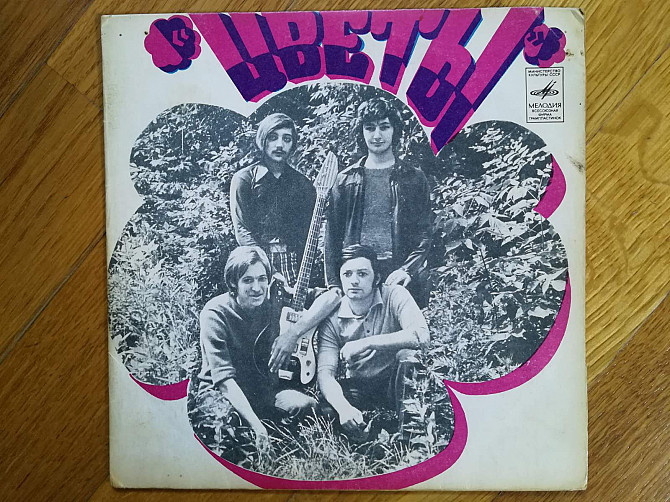 «ЦВЕТЫ»
МИНИСТЕРСТВО
КУЛЬТУРЫ СССР
МЕЛОДИЯ
ВСЕСОЮЗНАЯ
ФИРМА
ГРАМПЛАСТИНОК